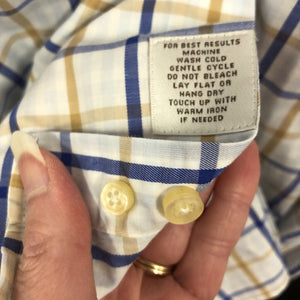 FOR BEST RESULTS
MACHINE
WASH COLD
GENTLE CYCLE
DO NOT BLEACH
LAY FLAT OR
HANG DRY
TOUCH UP WITH
WARM IRON
IF NEEDED